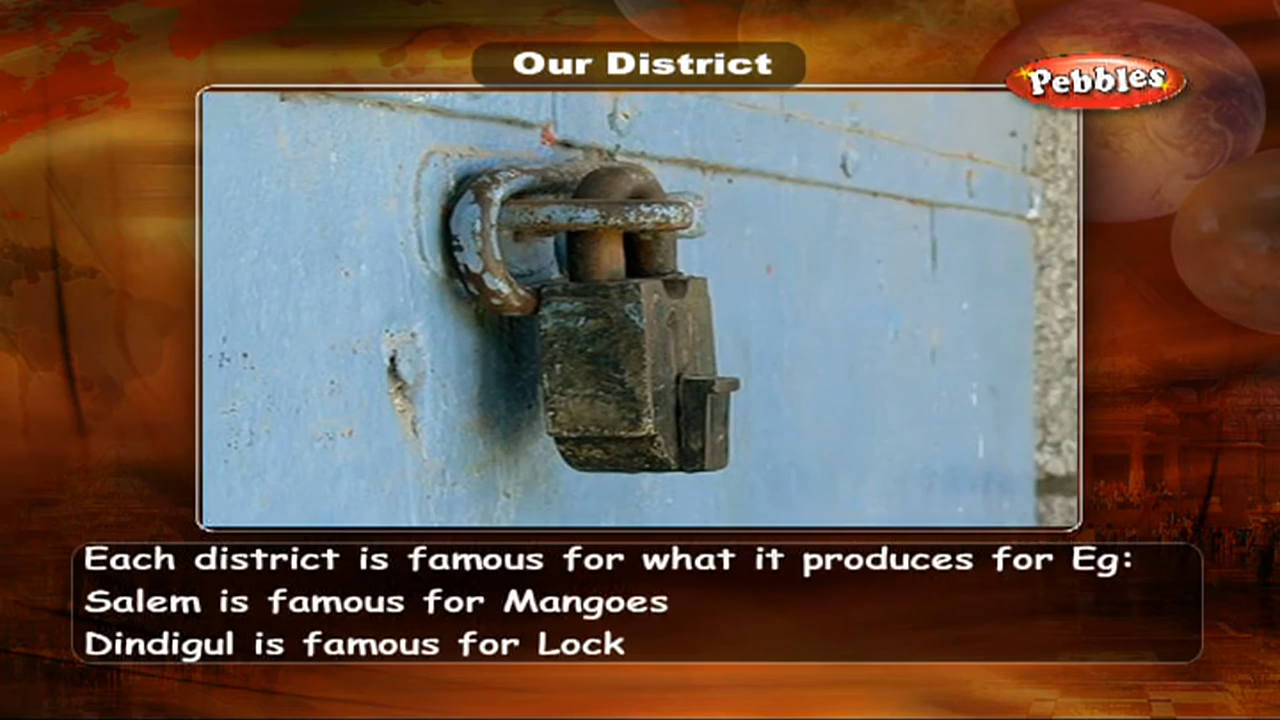 Our District
Pebbles
Each district is famous for what it produces for Eg:
Salem is famous for Mangoes
Dindigul is famous for Lock